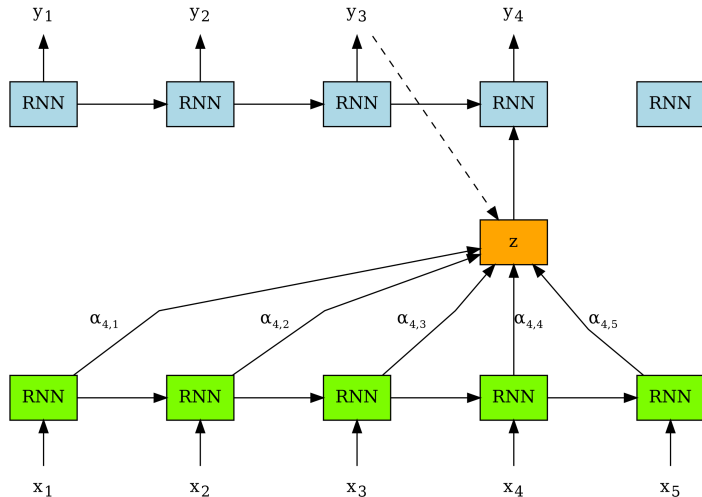 y₁ y₂ y₃ y₄
RNN RNN RNN RNN RNN
z
α₄,₁ α₄,₂ α₄,₃ α₄,₄ α₄,₅
RNN RNN RNN RNN RNN
x₁ x₂ x₃ x₄ x₅